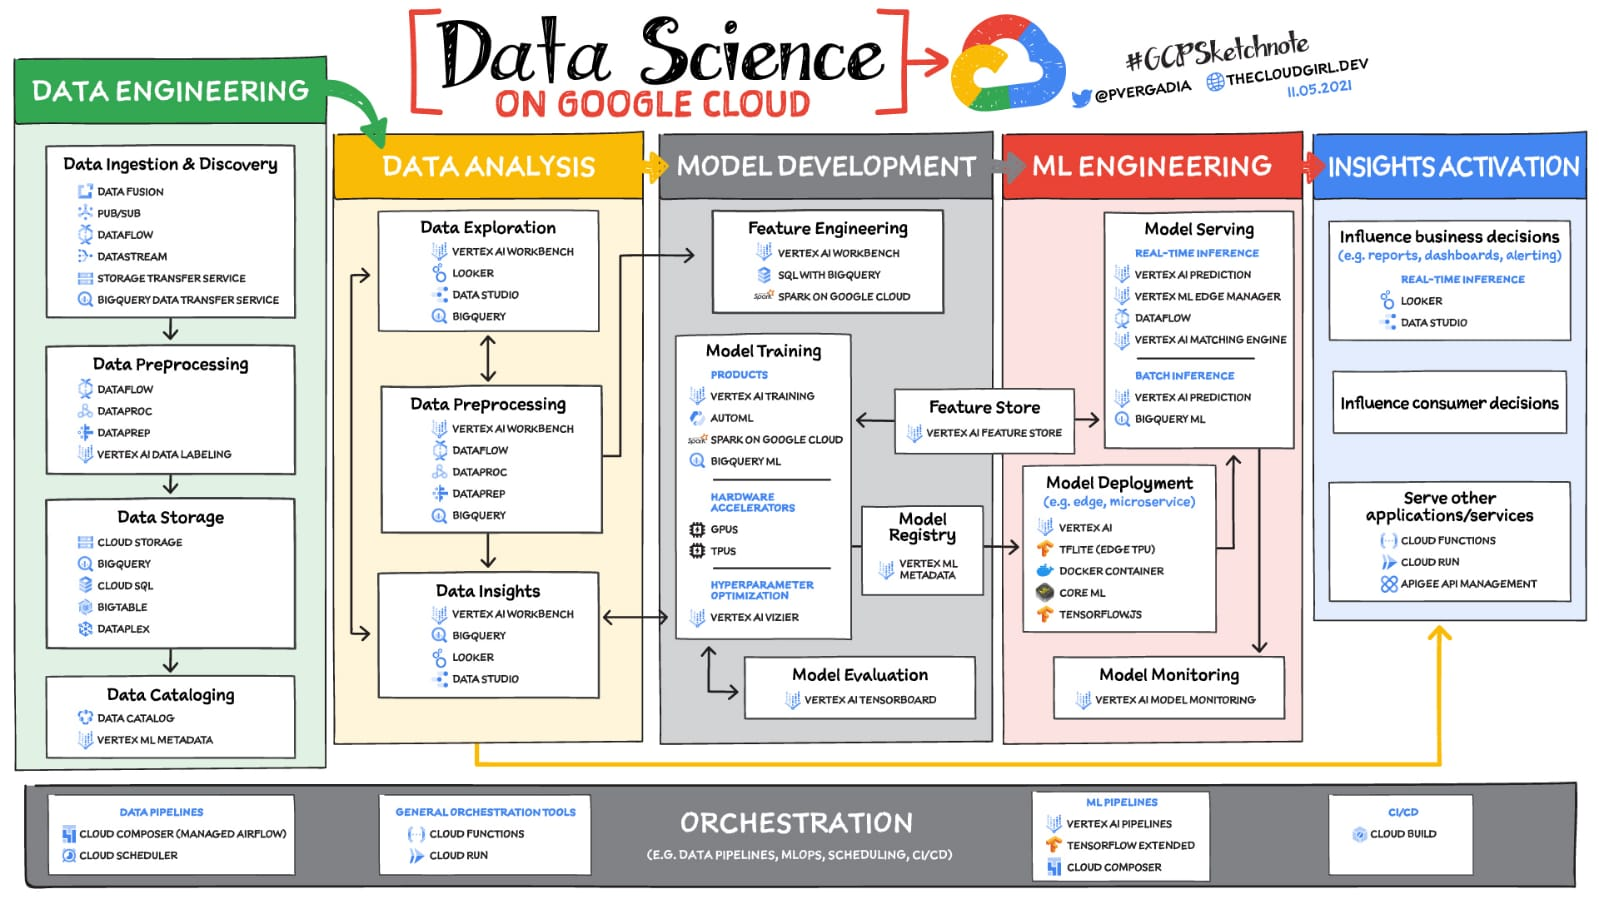 Data Science
ON GOOGLE CLOUD
#GCPSketchnote
@PVERGADIA
THECLOUDGIRL.DEV
11.05.2021
DATA ENGINEERING
Data Ingestion & Discovery
DATA FUSION
PUB/SUB
DATAFLOW
DATASTREAM
STORAGE TRANSFER SERVICE
BIGQUERY DATA TRANSFER SERVICE
Data Preprocessing
DATAFLOW
DATAPROC
DATAPREP
VERTEX AI DATA LABELING
Data Storage
CLOUD STORAGE
BIGQUERY
CLOUD SQL
BIGTABLE
DATAPLEX
Data Cataloging
DATA CATALOG
VERTEX ML METADATA
DATA ANALYSIS
Data Exploration
VERTEX AI WORKBENCH
LOOKER
DATA STUDIO
BIGQUERY
Data Preprocessing
VERTEX AI WORKBENCH
DATAFLOW
DATAPROC
DATAPREP
BIGQUERY
Data Insights
VERTEX AI WORKBENCH
BIGQUERY
LOOKER
DATA STUDIO
MODEL DEVELOPMENT
Feature Engineering
VERTEX AI WORKBENCH
SQL WITH BIGQUERY
Spark SPARK ON GOOGLE CLOUD
Model Training
PRODUCTS
VERTEX AI TRAINING
AUTOML
Spark SPARK ON GOOGLE CLOUD
BIGQUERY ML
HARDWARE
ACCELERATORS
GPUS
TPUS
HYPERPARAMETER
OPTIMIZATION
VERTEX AI VIZIER
Feature Store
VERTEX AI FEATURE STORE
Model
Registry
VERTEX ML
METADATA
Model Evaluation
VERTEX AI TENSORBOARD
ML ENGINEERING
Model Serving
REAL-TIME INFERENCE
VERTEX AI PREDICTION
VERTEX ML EDGE MANAGER
DATAFLOW
VERTEX AI MATCHING ENGINE
BATCH INFERENCE
VERTEX AI PREDICTION
BIGQUERY ML
Model Deployment
(e.g. edge, microservice)
VERTEX AI
TFLITE (EDGE TPU)
DOCKER CONTAINER
CORE ML
TENSORFLOW.JS
Model Monitoring
VERTEX AI MODEL MONITORING
INSIGHTS ACTIVATION
Influence business decisions
(e.g. reports, dashboards, alerting)
REAL-TIME INFERENCE
LOOKER
DATA STUDIO
Influence consumer decisions
Serve other
applications/services
CLOUD FUNCTIONS
CLOUD RUN
APIGEE API MANAGEMENT
DATA PIPELINES
CLOUD COMPOSER (MANAGED AIRFLOW)
CLOUD SCHEDULER
GENERAL ORCHESTRATION TOOLS
CLOUD FUNCTIONS
CLOUD RUN
ORCHESTRATION
(E.G. DATA PIPELINES, MLOPS, SCHEDULING, CI/CD)
ML PIPELINES
VERTEX AI PIPELINES
TENSORFLOW EXTENDED
CLOUD COMPOSER
CI/CD
CLOUD BUILD